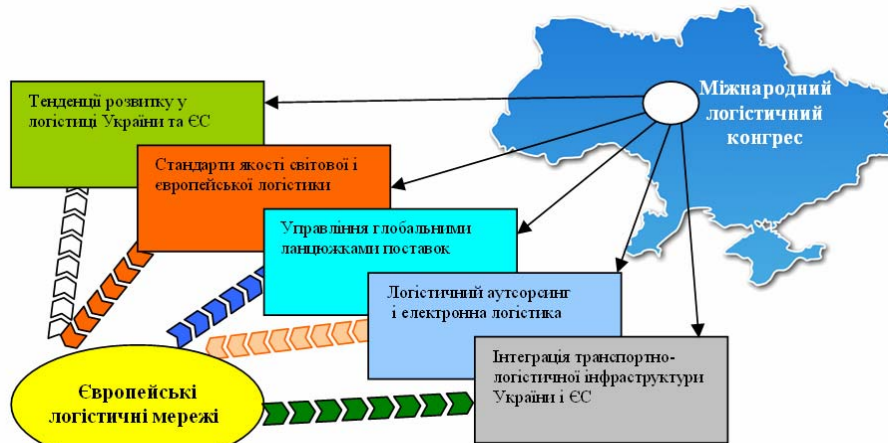 Міжнародний
логістичний
конгрес
Тенденції розвитку у
логістиці України та ЄС
Стандарти якості світової і
європейської логістики
Управління глобальними
ланцюжками поставок
Логістичний аутсорсинг
і електронна логістика
Інтеграція транспортно-
логістичної інфраструктури
України і ЄС
Європейські
логістичні мережі